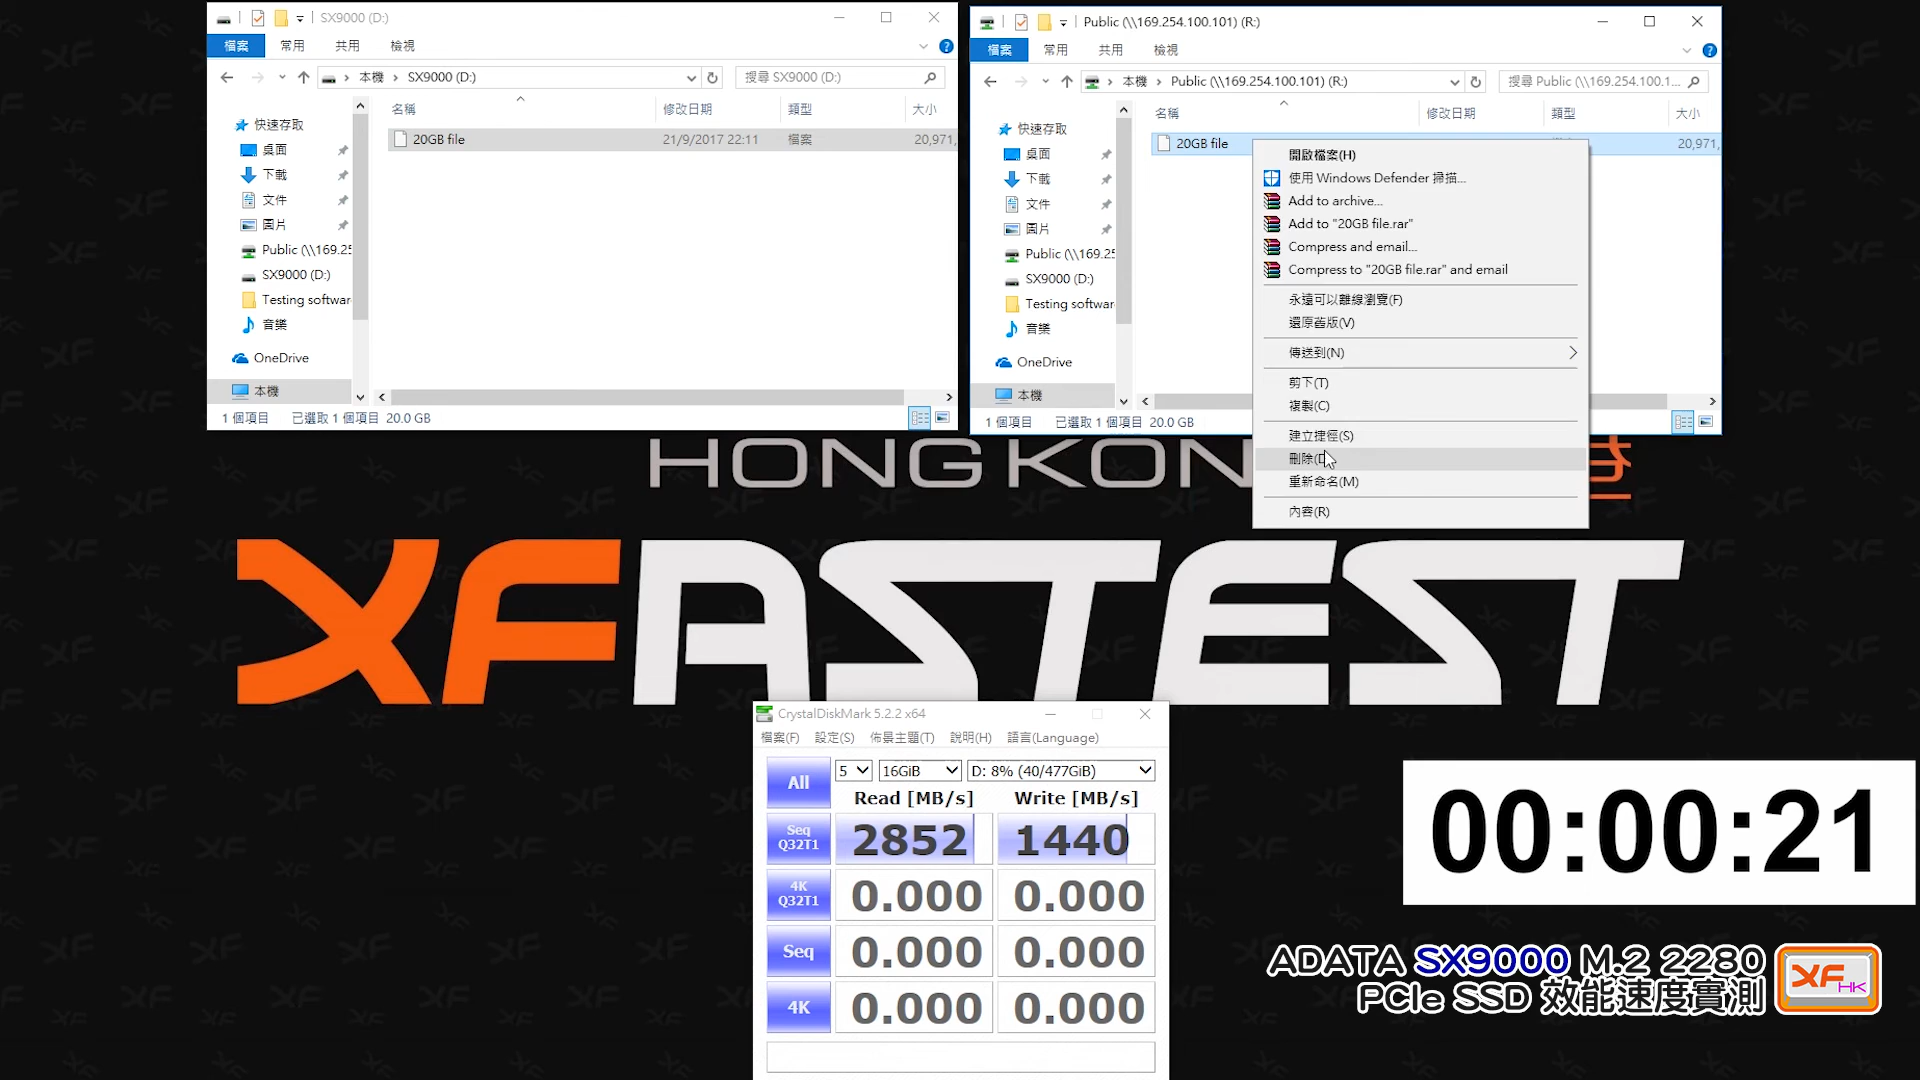 SX9000 (D:)
檔案 常用 共用 檢視
本機 SX9000 (D:) 搜尋 SX9000 (D:)
名稱 修改日期 類型 大小
20GB file 21/9/2017 22:11 檔案 20,971,
快速存取
桌面
下載
文件
圖片
Public (\\169.25
SX9000 (D:)
Testing softwar
音樂
OneDrive
本機
1 個項目 已選取 1 個項目 20.0 GB
Public (\\169.254.100.101) (R:)
檔案 常用 共用 檢視
本機 Public (\\169.254.100.101) (R:) 搜尋 Public (\\169.254.100.1...
名稱 修改日期 類型 大小
20GB file 20,971,
快速存取
桌面
下載
文件
圖片
Public (\\169.25
SX9000 (D:)
Testing softwar
音樂
OneDrive
本機
1 個項目 已選取 1 個項目 20.0 GB
開啟檔案(H)
使用 Windows Defender 掃描...
Add to archive...
Add to "20GB file.rar"
Compress and email...
Compress to "20GB file.rar" and email
永遠可以離線瀏覽(F)
還原舊版(V)
傳送到(N)
剪下(T)
複製(C)
建立捷徑(S)
刪除(D)
重新命名(M)
內容(R)
HONG KON
XFASTEST
CrystalDiskMark 5.2.2 x64
檔案(F) 設定(S) 佈景主題(T) 說明(H) 語言(Language)
All 5 16GiB D: 8% (40/477GiB)
Read [MB/s] Write [MB/s]
Seq Q32T1 2852 1440
4K Q32T1 0.000 0.000
Seq 0.000 0.000
4K 0.000 0.000
00:00:21
ADATA SX9000 M.2 2280
PCIe SSD 效能速度實測
XF HK